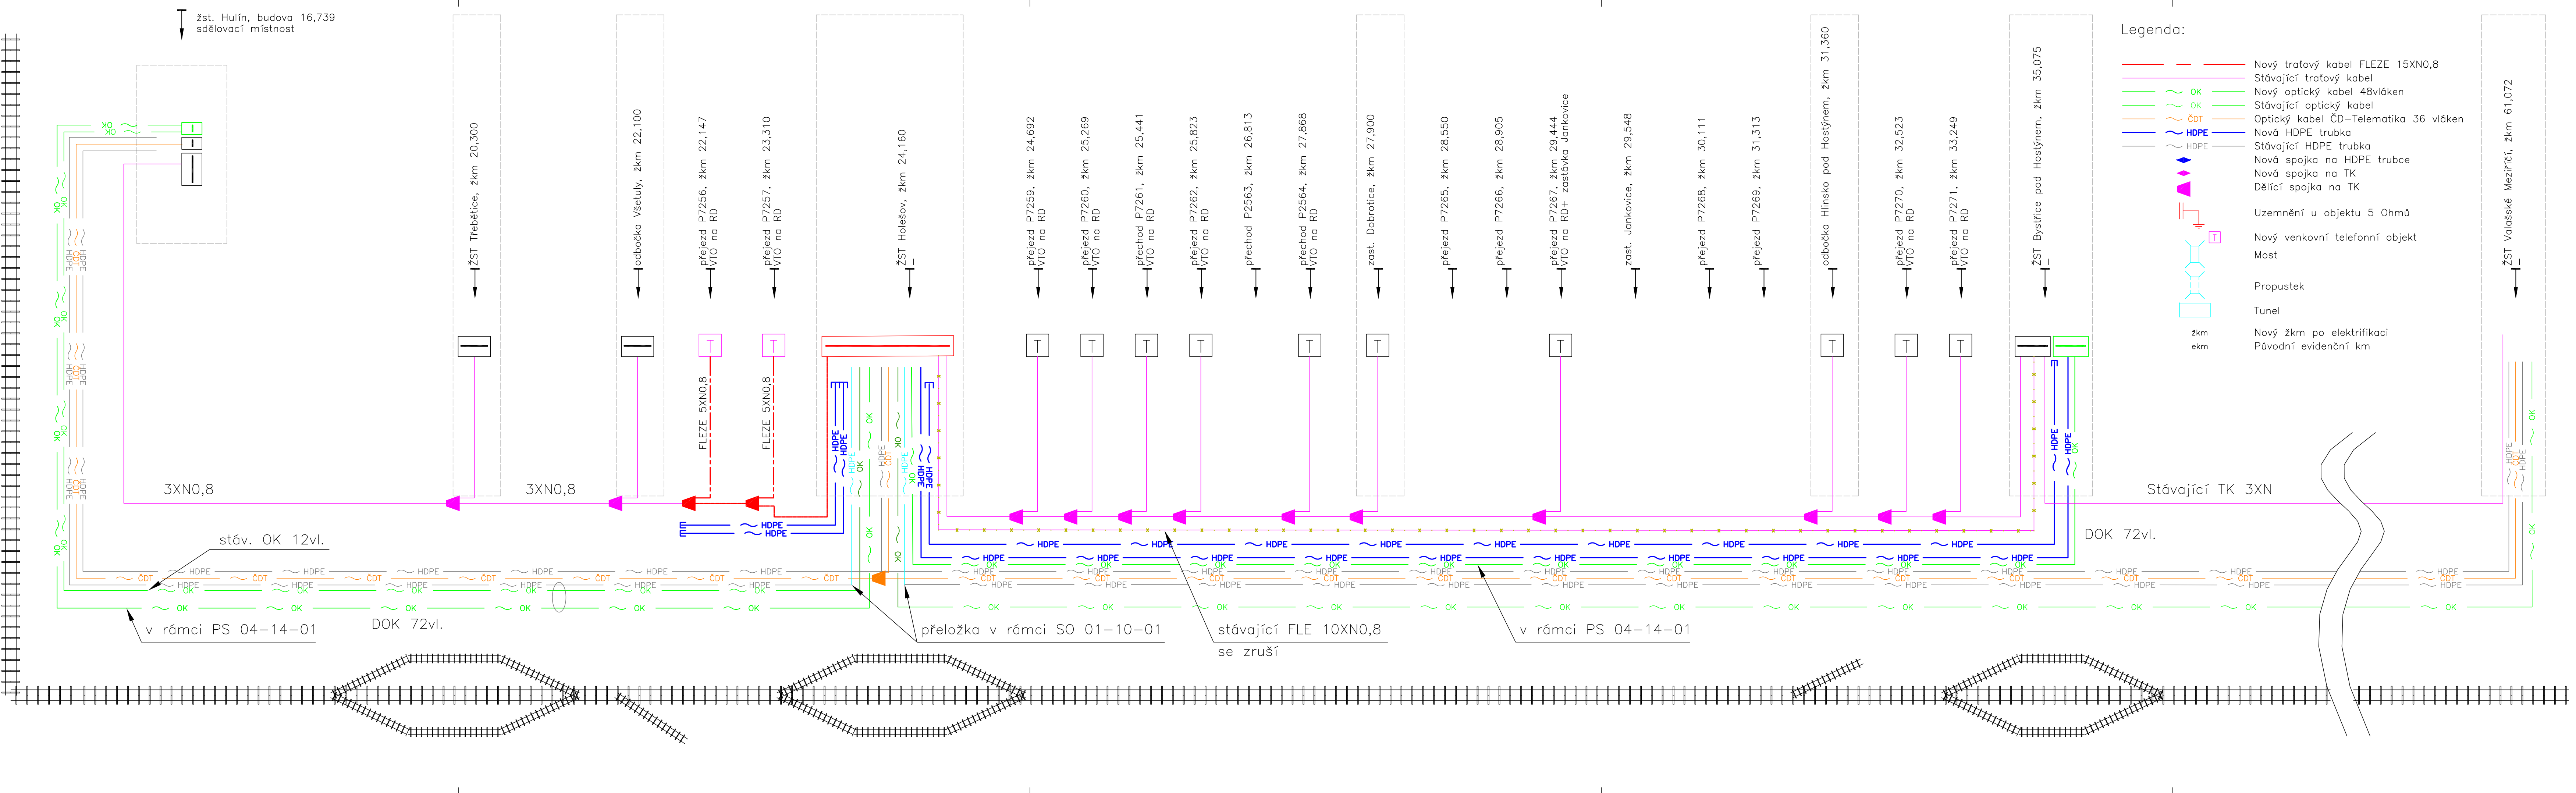 žst. Hulín, budova 16,739
sdělovací místnost
ŽST Třebětice, žkm 20,300
odbočka Všetuly, žkm 22,100
přejezd P7256, žkm 22,147
VTO na RD
přejezd P7257, žkm 23,310
VTO na RD
ŽST Holešov, žkm 24,160
přejezd P7259, žkm 24,692
VTO na RD
přejezd P7260, žkm 25,269
VTO na RD
přechod P7261, žkm 25,441
VTO na RD
přejezd P7262, žkm 25,823
VTO na RD
přechod P2563, žkm 26,813
přechod P2564, žkm 27,868
VTO na RD
zast. Dobrotice, žkm 27,900
přejezd P7265, žkm 28,550
přejezd P7266, žkm 28,905
přejezd P7267, žkm 29,444
VTO na RD+ zastávka Jankovice
zast. Jankovice, žkm 29,548
přejezd P7268, žkm 30,111
přejezd P7269, žkm 31,313
odbočka Hlinsko pod Hostýnem, žkm 31,360
přejezd P7270, žkm 32,523
VTO na RD
přejezd P7271, žkm 33,249
VTO na RD
ŽST Bystřice pod Hostýnem, žkm 35,075
ŽST Valašské Meziříčí, žkm 61,072
Legenda:
Nový traťový kabel FLEZE 15XN0,8
Stávající traťový kabel
OK Nový optický kabel 48vláken
OK Stávající optický kabel
ČDT Optický kabel ČD-Telematika 36 vláken
HDPE Nová HDPE trubka
HDPE Stávající HDPE trubka
Nová spojka na HDPE trubce
Nová spojka na TK
Dělící spojka na TK
Uzemnění u objektu 5 Ohmů
T Nový venkovní telefonní objekt
Most
Propustek
Tunel
žkm Nový žkm po elektrifikaci
ekm Původní evidenční km
T T T T T T T T T T T T T
FLEZE 5XN0,8
FLEZE 5XN0,8
3XN0,8
3XN0,8
Stávající TK 3XN
DOK 72vl.
stáv. OK 12vl.
v rámci PS 04-14-01
DOK 72vl.
přeložka v rámci SO 01-10-01
stávající FLE 10XN0,8
se zruší
v rámci PS 04-14-01